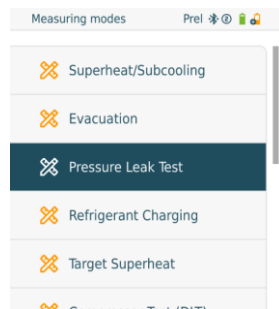 Measuring modes Prel
Superheat/Subcooling
Evacuation
Pressure Leak Test
Refrigerant Charging
Target Superheat